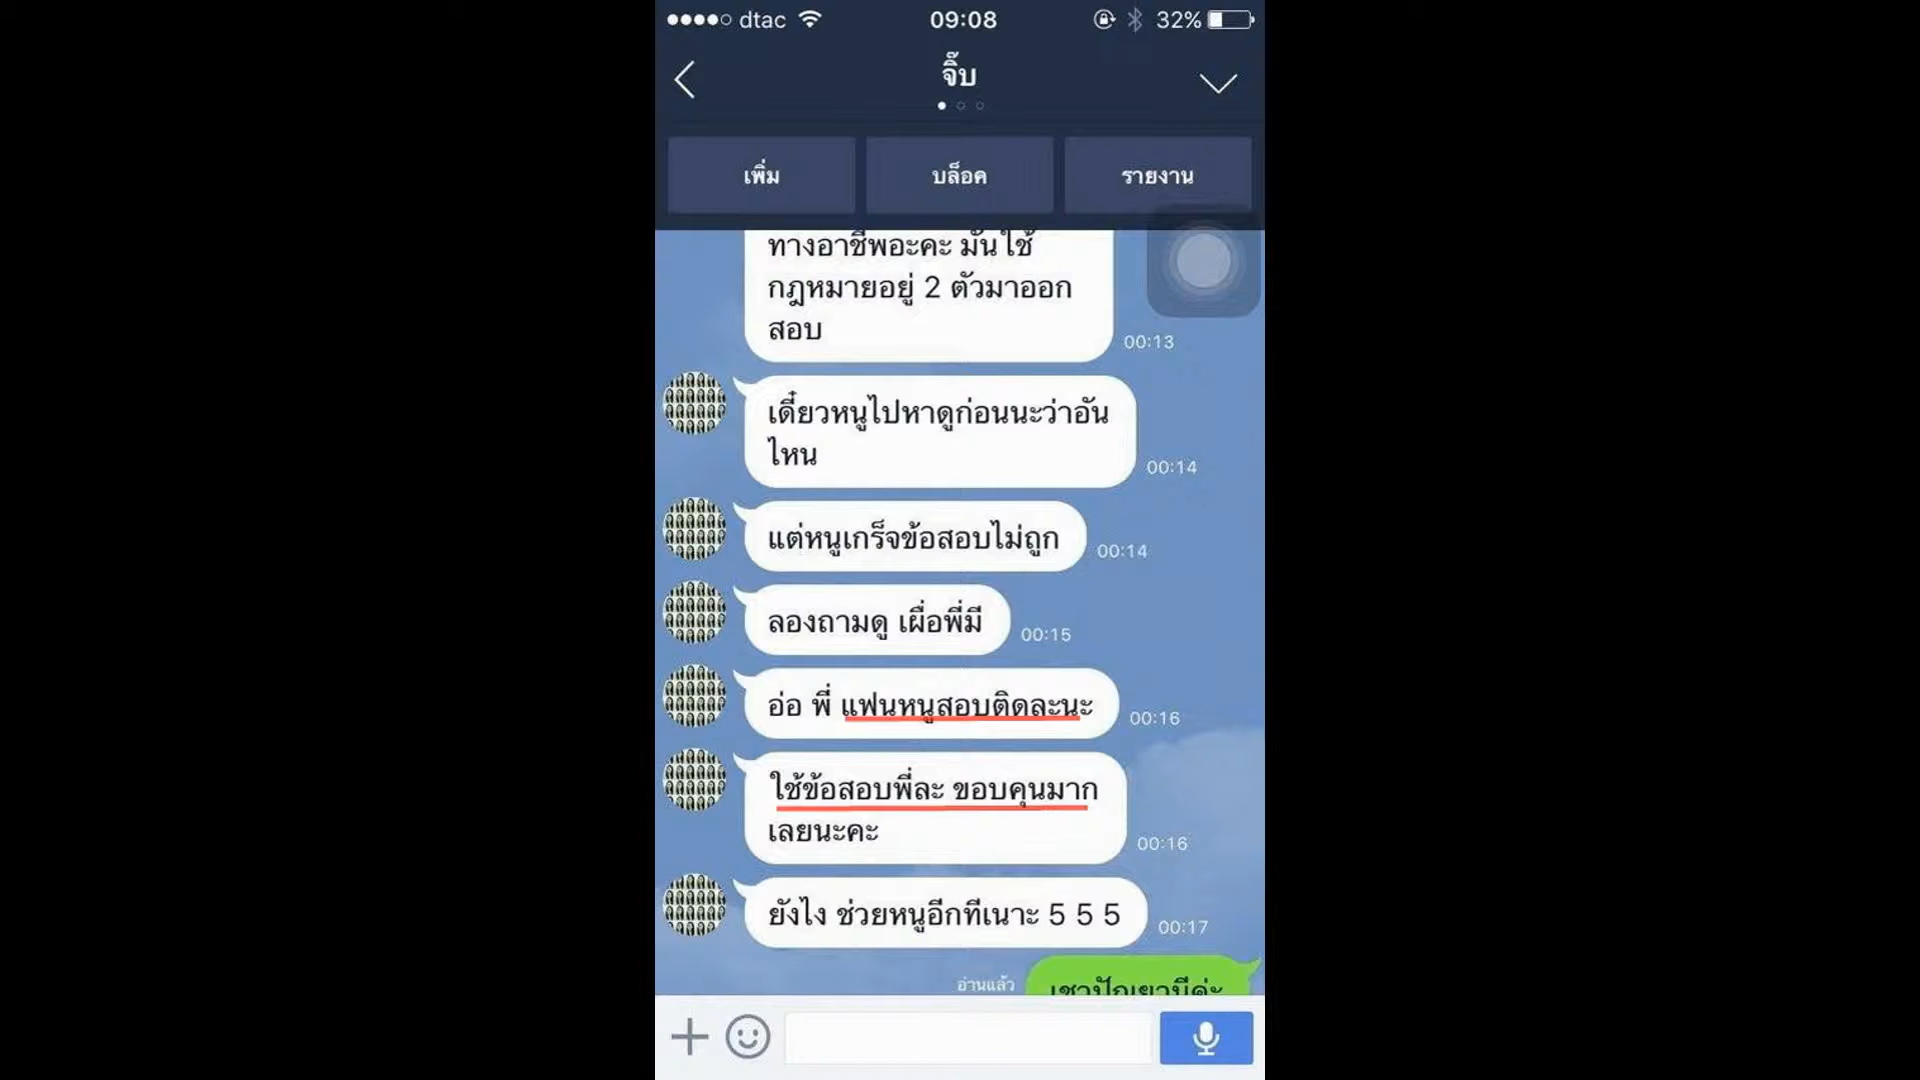 dtac
09:08
32%
จิ๊บ
เพิ่ม
บล็อค
รายงาน
ทางอาชีพอะคะ มันใช้
กฎหมายอยู่ 2 ตัวมาออก
สอบ
00:13
เดี๋ยวหนูไปหาดูก่อนนะว่าอัน
ไหน
00:14
แต่หนูเกร็จข้อสอบไม่ถูก
00:14
ลองถามดู เผื่อพี่มี
00:15
อ่อ พี่ แฟนหนูสอบติดละนะ
00:16
ใช้ข้อสอบพี่ละ ขอบคุนมาก
เลยนะคะ
00:16
ยังไง ช่วยหนูอีกทีเนาะ 5 5 5
00:17
อ่านแล้ว